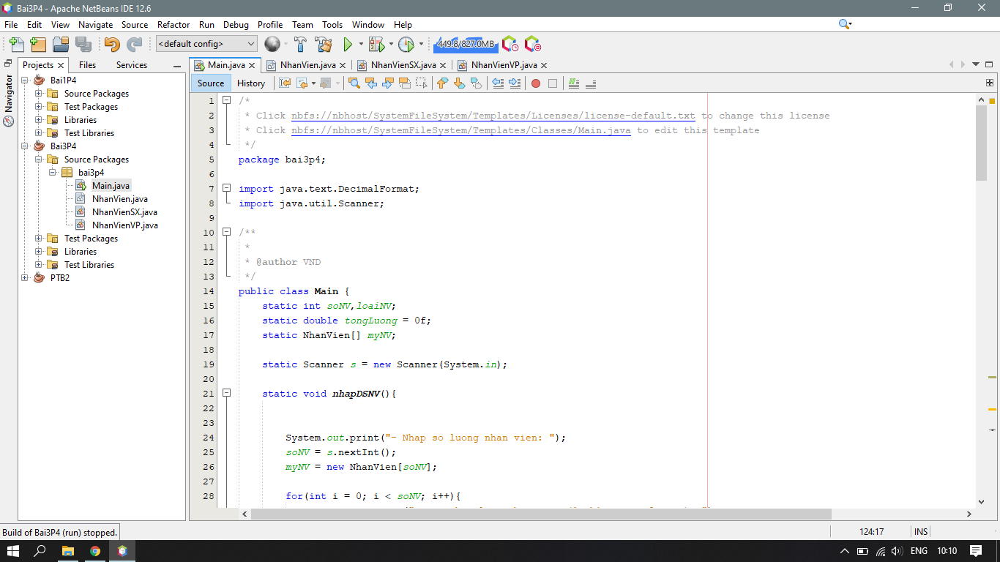 Bai3P4 - Apache NetBeans IDE 12.6
File Edit View Navigate Source Refactor Run Debug Profile Team Tools Window Help
<default config>
449.8/827.0MB
Projects Files Services
Navigator
Bai1P4
Source Packages
Test Packages
Libraries
Test Libraries
Bai3P4
Source Packages
bai3p4
Main.java
NhanVien.java
NhanVienSX.java
NhanVienVP.java
Test Packages
Libraries
Test Libraries
PTB2
Main.java NhanVien.java NhanVienSX.java NhanVienVP.java
Source History
1 /*
2 * Click nbfs://nbhost/SystemFileSystem/Templates/Licenses/license-default.txt to change this license
3 * Click nbfs://nbhost/SystemFileSystem/Templates/Classes/Main.java to edit this template
4 */
5 package bai3p4;
6
7 import java.text.DecimalFormat;
8 import java.util.Scanner;
9
10 /**
11 *
12 * @author VND
13 */
14 public class Main {
15 static int soNV,loaiNV;
16 static double tongLuong = 0f;
17 static NhanVien[] myNV;
18
19 static Scanner s = new Scanner(System.in);
20
21 static void nhapDSNV(){
22
23
24 System.out.print("- Nhap so luong nhan vien: ");
25 soNV = s.nextInt();
26 myNV = new NhanVien[soNV];
27
28 for(int i = 0; i < soNV; i++){
Build of Bai3P4 (run) stopped.
124:17 INS
ENG 10:10